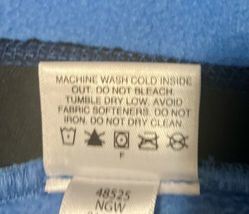 MACHINE WASH COLD INSIDE
OUT. DO NOT BLEACH.
TUMBLE DRY LOW. AVOID
FABRIC SOFTENERS. DO NOT
IRON. DO NOT DRY CLEAN.
F
48525
NGW